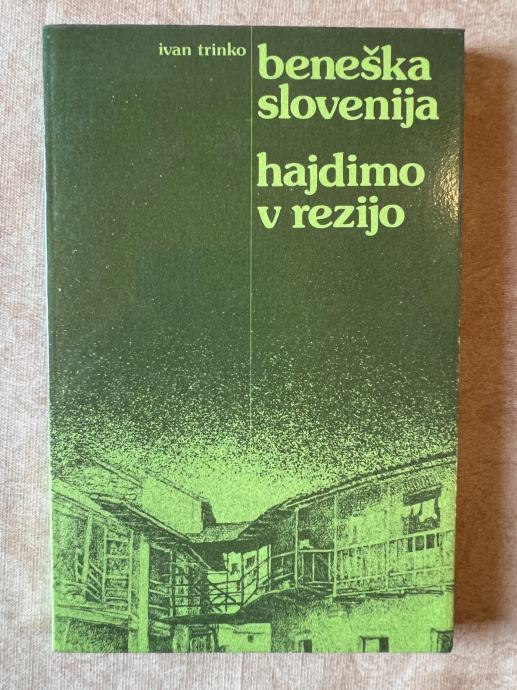 ivan trinko
beneška
slovenija
hajdimo
v rezijo